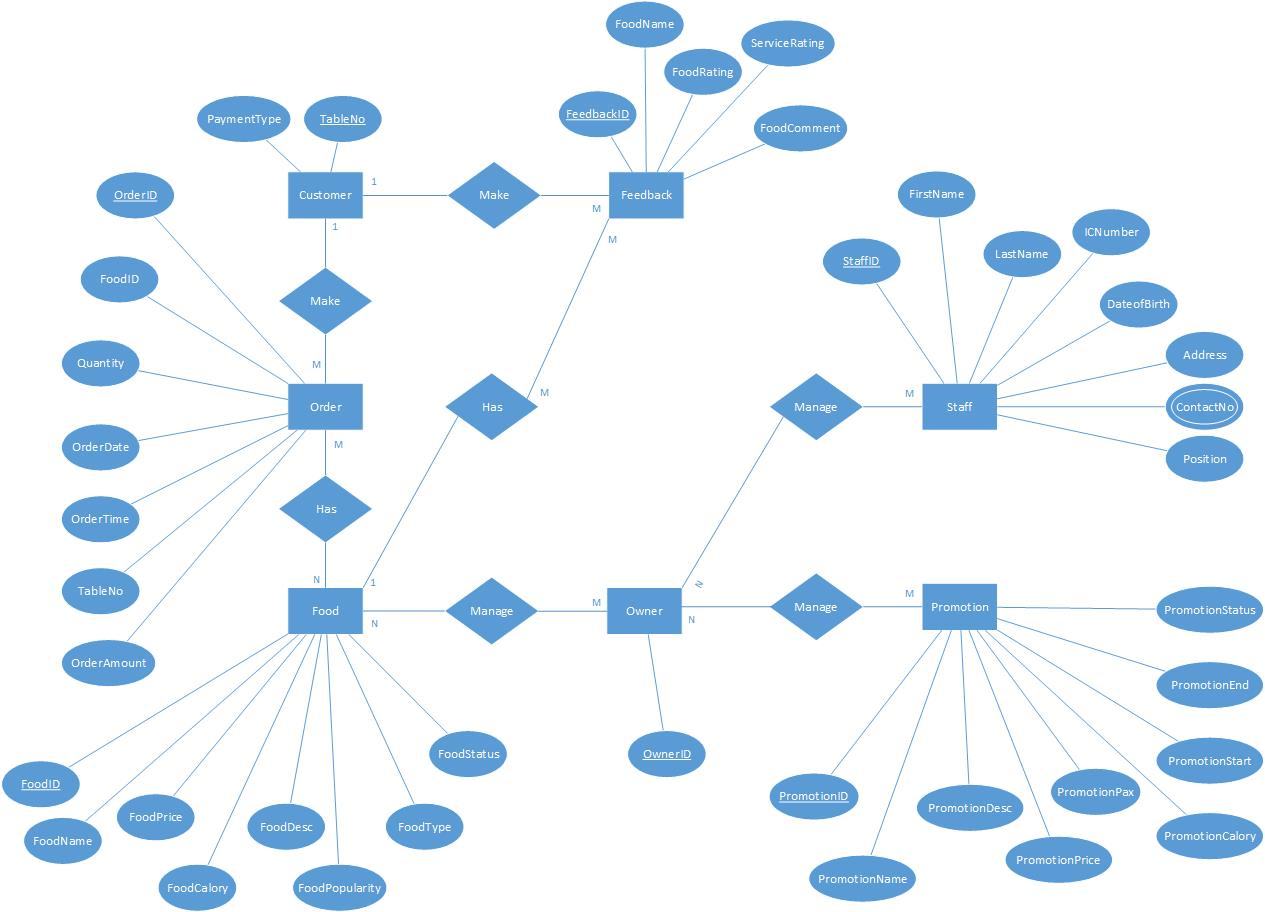 FoodName
ServiceRating
FoodRating
PaymentType
TableNo
FeedbackID
FoodComment
OrderID
Customer
1
Make
M
Feedback
FirstName
1
M
ICNumber
StaffID
LastName
FoodID
Make
DateofBirth
Quantity
M
Address
Order
Has
M
Manage
M
Staff
ContactNo
OrderDate
M
Position
OrderTime
Has
TableNo
N
1
N
M
M
Food
Manage
Owner
Manage
Promotion
PromotionStatus
N
N
OrderAmount
PromotionEnd
FoodStatus
OwnerID
PromotionStart
FoodID
PromotionID
PromotionPax
FoodPrice
PromotionDesc
FoodName
FoodDesc
FoodType
PromotionCalory
PromotionPrice
FoodCalory
FoodPopularity
PromotionName